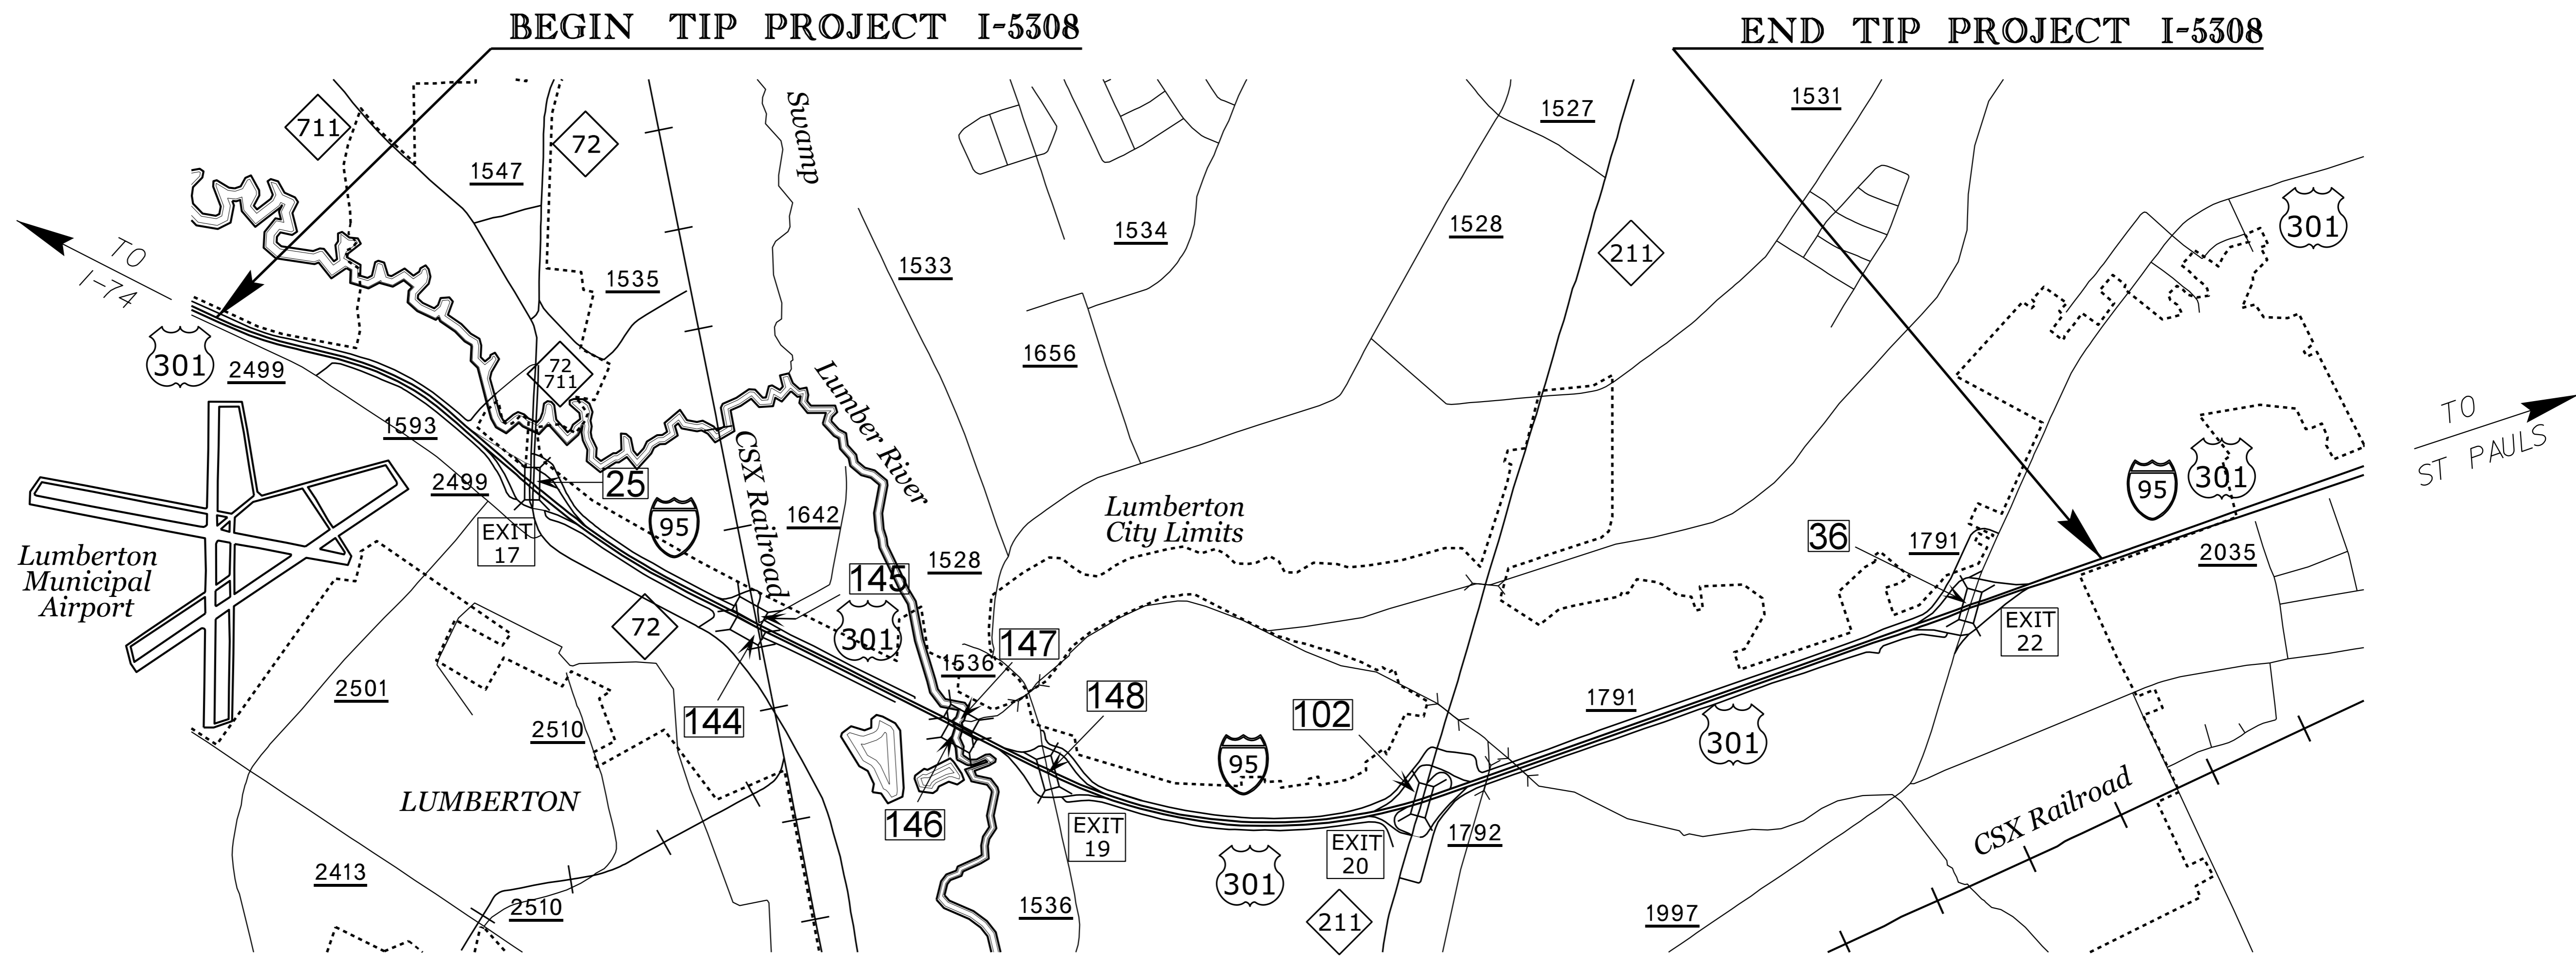 BEGIN TIP PROJECT I-5308
END TIP PROJECT I-5308
711
72
1547
Swamp
1527
1531
301
1534
1528
211
TO
I-74
1535
1533
301
2499
72
711
1656
Lumber River
TO
ST PAULS
1593
CSX Railroad
2499
25
95
1642
Lumberton
City Limits
301
95
EXIT
17
36
1791
2035
Lumberton
Municipal
Airport
1528
145
72
301
EXIT
22
147
1536
2501
148
1791
144
102
2510
301
95
LUMBERTON
146
EXIT
19
EXIT
20
1792
CSX Railroad
2413
301
2510
1536
211
1997